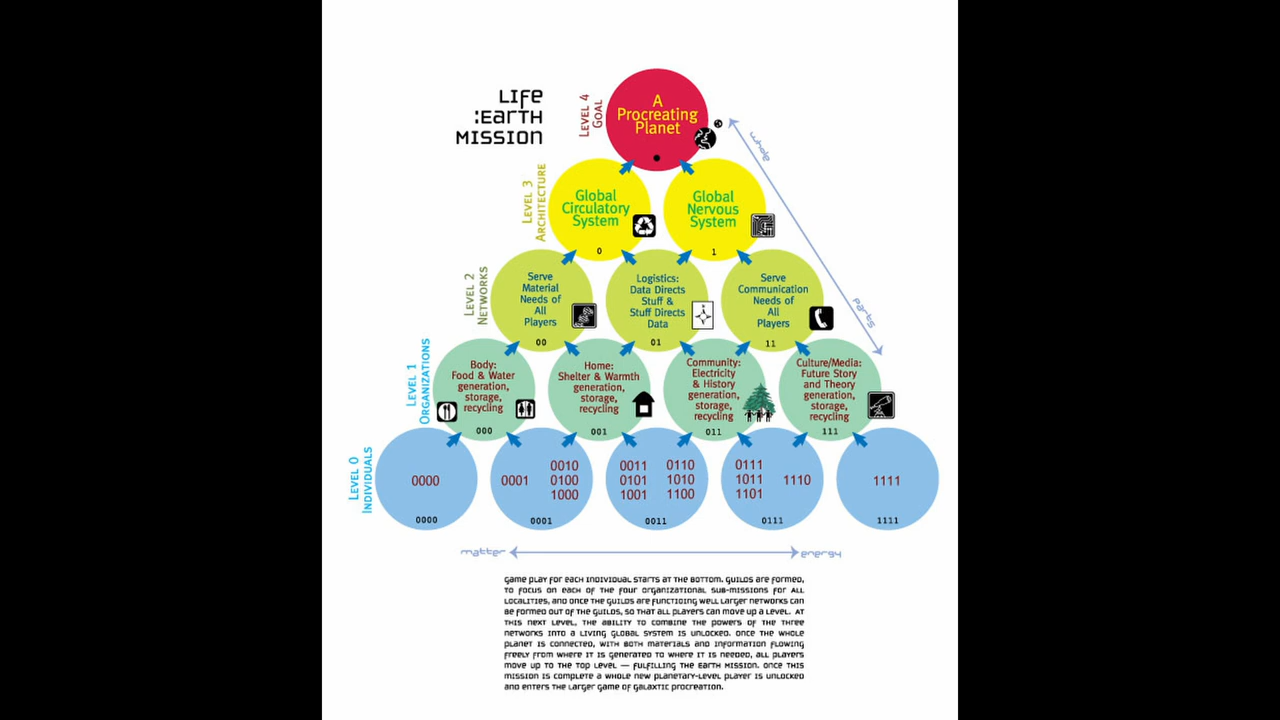 Life
:Earth
Mission
Level 4
Goal
A
Procreating
Planet
whole
Level 3
Architecture
Global
Circulatory
System
0
Global
Nervous
System
1
Level 2
Networks
Serve
Material
Needs of
All
Players
00
Logistics:
Data Directs
Stuff &
Stuff Directs
Data
01
Serve
Communication
Needs of
All
Players
11
parts
Level 1
Organizations
Body:
Food & Water
generation,
storage,
recycling
000
Home:
Shelter & Warmth
generation,
storage,
recycling
001
Community:
Electricity
& History
generation,
storage,
recycling
011
Culture/Media:
Future Story
and Theory
generation,
storage,
recycling
111
Level 0
Individuals
0000
0000
0001
0010
0100
1000
0001
0011
0101
1001
0110
1010
1100
0011
0111
1011
1101
1110
0111
1111
1111
matter
energy
Game play for each individual starts at the bottom. Guilds are formed,
to focus on each of the four organizational sub-missions for all
localities, and once the guilds are functioing well larger networks can
be formed out of the guilds, so that all players can move up a level. At
this next level, the ability to combine the powers of the three
networks into a living global system is unlocked. Once the whole
planet is connected, with both materials and information flowing
freely from where it is generated to where it is needed, all players
move up to the top level — fulfilling the Earth Mission. Once this
mission is complete a whole new planetary-level player is unlocked
and enters the larger game of galactic procreation.